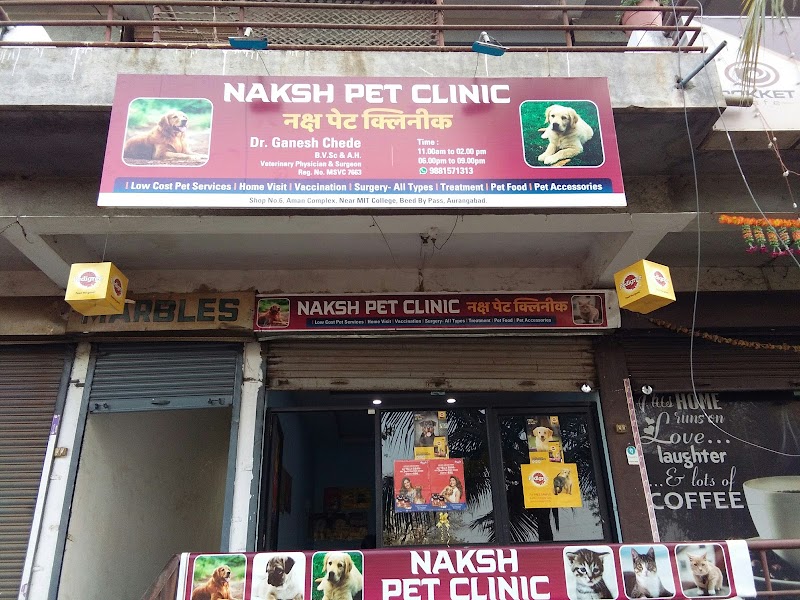 NAKSH PET CLINIC
नक्ष पेट क्लिनीक
Dr. Ganesh Chede
B.V.Sc & A.H.
Veterinary Physician & Surgeon
Reg. No. MSVC 7663
Time :
11.00am to 02.00 pm
06.00pm to 09.00pm
9881571313
| Low Cost Pet Services | Home Visit | Vaccination | Surgery- All Types | Treatment | Pet Food | Pet Accessories
Shop No.6, Aman Complex, Near MIT College, Beed By Pass, Aurangabad.
MARBLES
NAKSH PET CLINIC नक्ष पेट क्लिनीक
| Low Cost Pet Services | Home Visit | Vaccination | Surgery- All Types | Treatment | Pet Food | Pet Accessories
this HOME
runs on
Love...
laughter
...& lots of
COFFEE
NAKSH
PET CLINIC